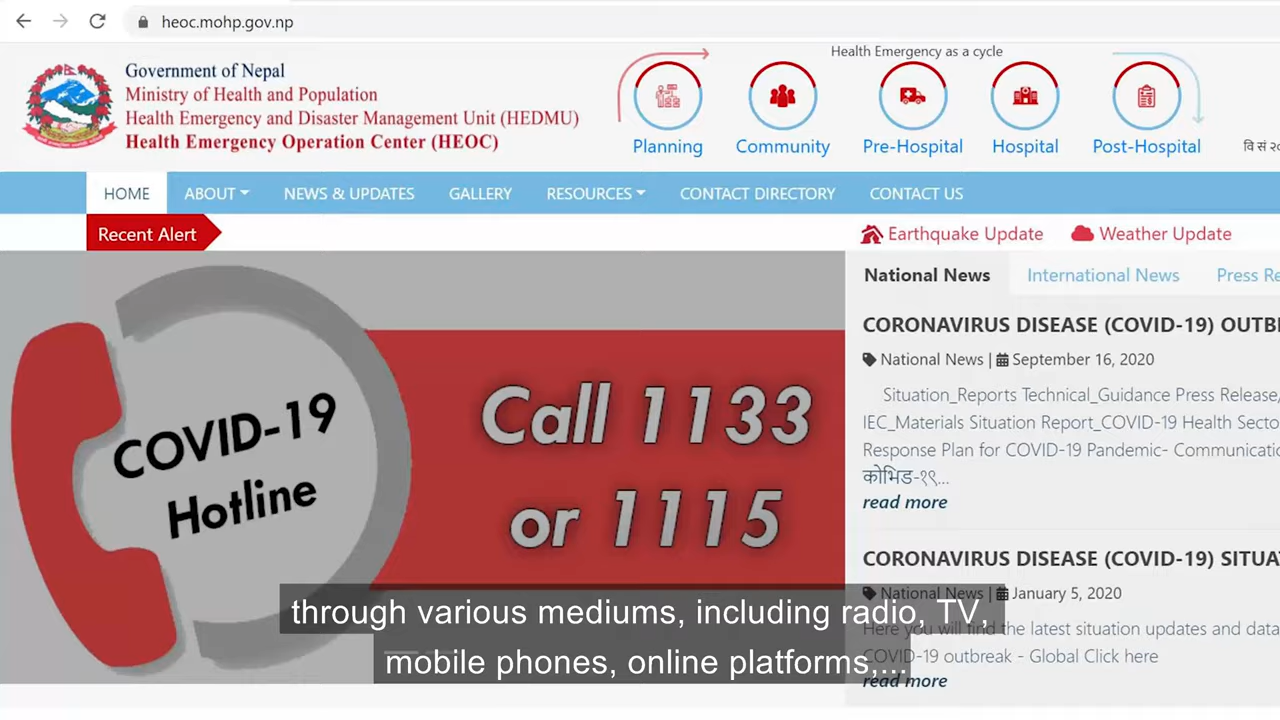 heoc.mohp.gov.np
Government of Nepal
Ministry of Health and Population
Health Emergency and Disaster Management Unit (HEDMU)
Health Emergency Operation Center (HEOC)
Health Emergency as a cycle
Planning
Community
Pre-Hospital
Hospital
Post-Hospital
वि सं २०
HOME ABOUT NEWS & UPDATES GALLERY RESOURCES CONTACT DIRECTORY CONTACT US
Recent Alert
Earthquake Update Weather Update
COVID-19
Hotline
Call 1133
or 1115
National News International News Press Re
CORONAVIRUS DISEASE (COVID-19) OUTB
National News | September 16, 2020
Situation_Reports Technical_Guidance Press Release/
IEC_Materials Situation Report_COVID-19 Health Secto
Response Plan for COVID-19 Pandemic- Communicatio
कोभिड-१९...
read more
CORONAVIRUS DISEASE (COVID-19) SITUA
National News | January 5, 2020
Here you will find the latest situation updates and data
COVID-19 outbreak - Global Click here
read more
through various mediums, including radio, TV,
mobile phones, online platforms,...